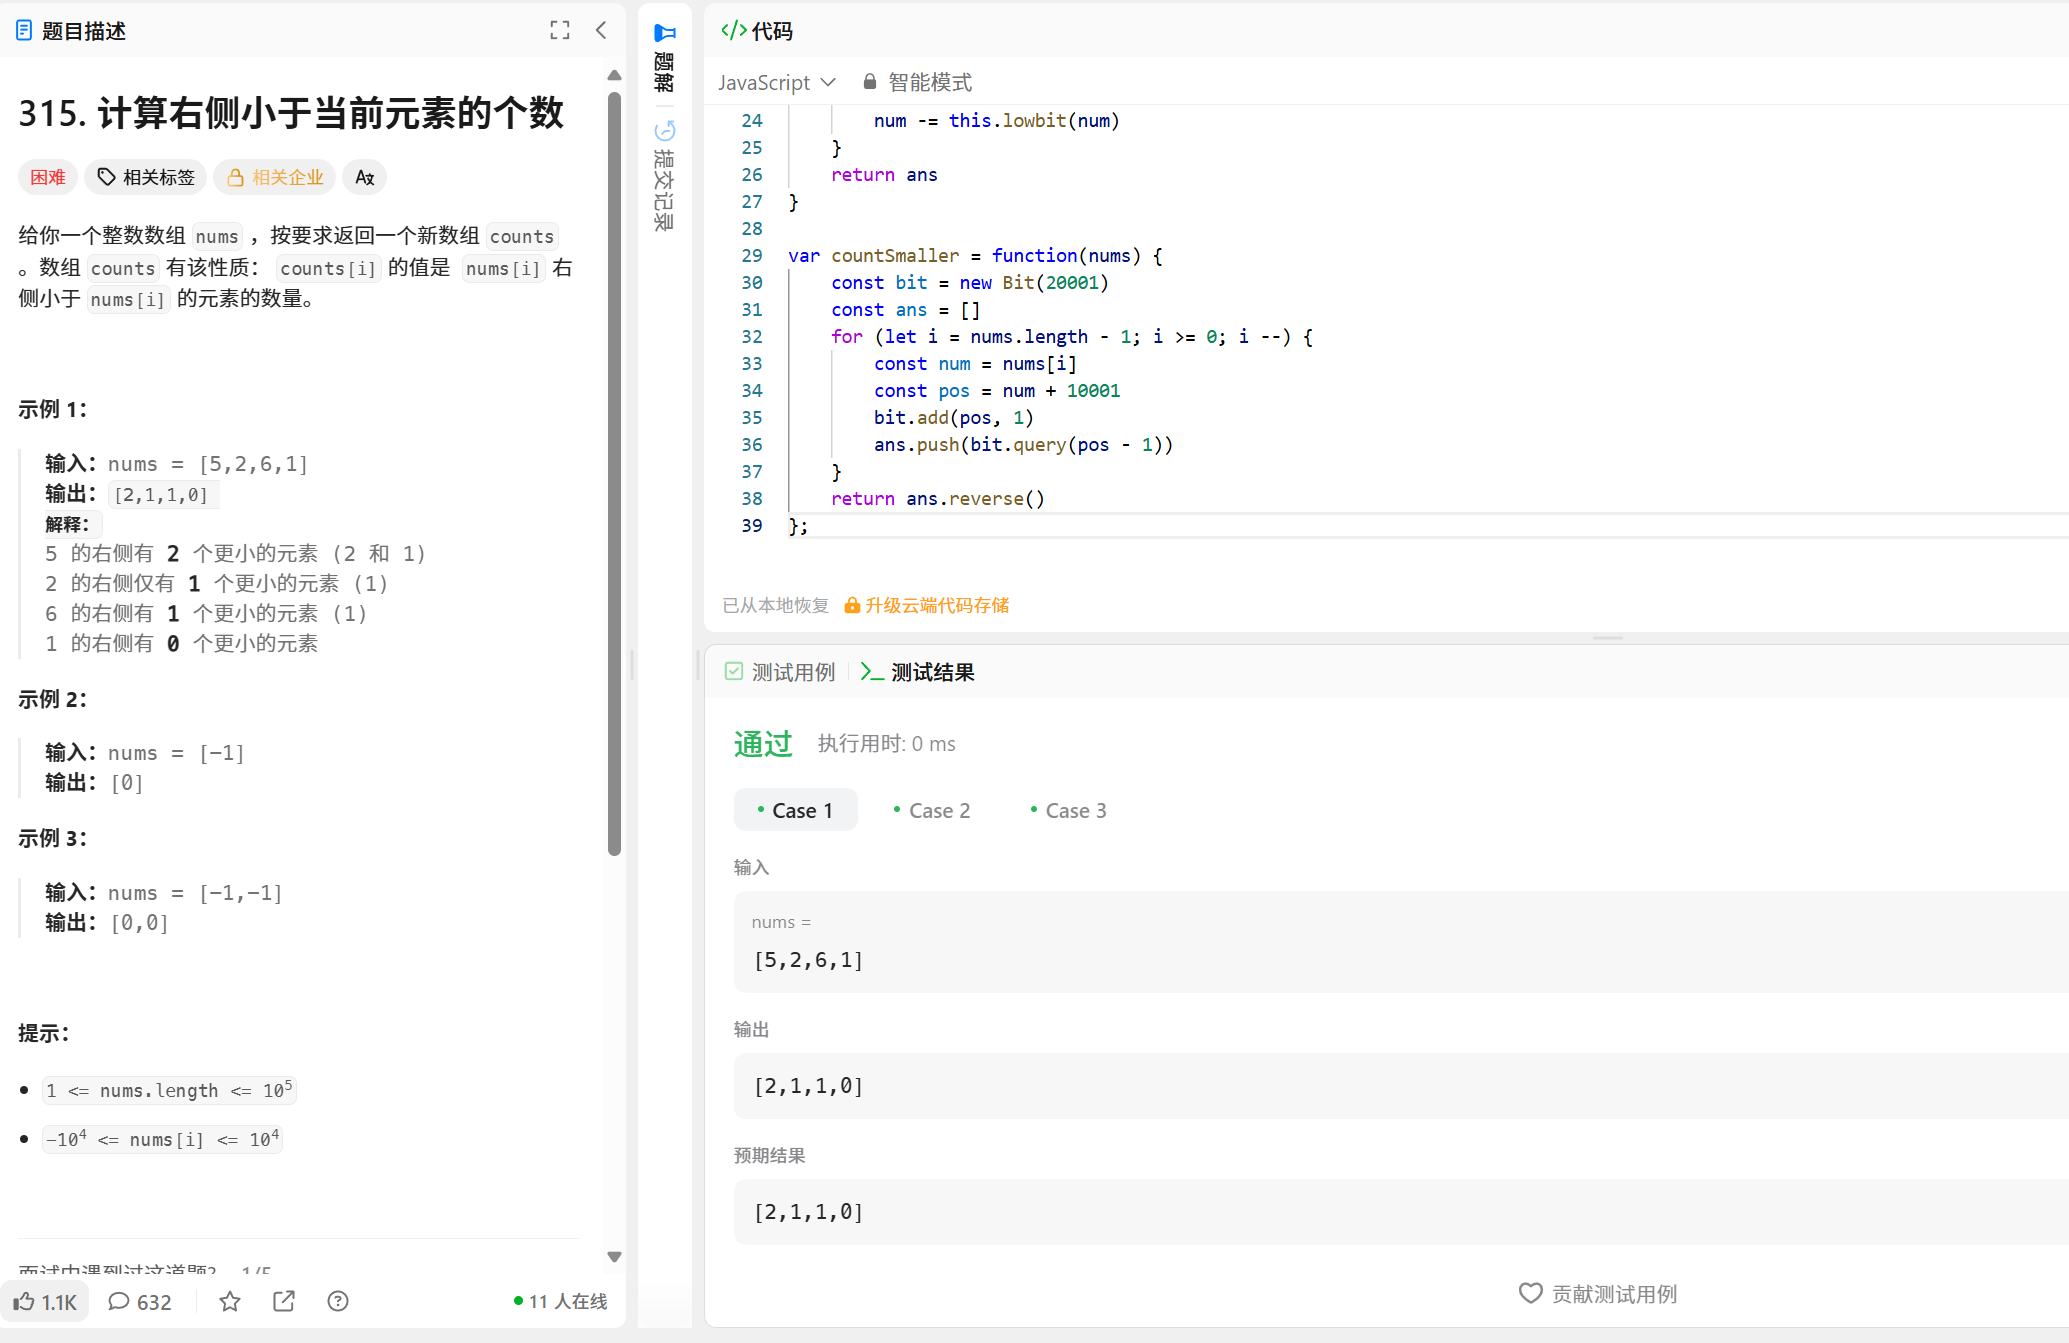 题目描述
315. 计算右侧小于当前元素的个数
困难 相关标签 相关企业
给你一个整数数组 nums ，按要求返回一个新数组 counts
。数组 counts 有该性质： counts[i] 的值是 nums[i] 右
侧小于 nums[i] 的元素的数量。
示例 1：
输入：nums = [5,2,6,1]
输出：[2,1,1,0]
解释：
5 的右侧有 2 个更小的元素 (2 和 1)
2 的右侧仅有 1 个更小的元素 (1)
6 的右侧有 1 个更小的元素 (1)
1 的右侧有 0 个更小的元素
示例 2：
输入：nums = [-1]
输出：[0]
示例 3：
输入：nums = [-1,-1]
输出：[0,0]
提示：
1 <= nums.length <= 10⁵
-10⁴ <= nums[i] <= 10⁴
面试中遇到过这道题? 1/5
1.1K 632 11 人在线
题解
提交记录
</> 代码
JavaScript 智能模式
24 num -= this.lowbit(num)
25 }
26 return ans
27 }
28
29 var countSmaller = function(nums) {
30 const bit = new Bit(20001)
31 const ans = []
32 for (let i = nums.length - 1; i >= 0; i --) {
33 const num = nums[i]
34 const pos = num + 10001
35 bit.add(pos, 1)
36 ans.push(bit.query(pos - 1))
37 }
38 return ans.reverse()
39 };
已从本地恢复 升级云端代码存储
测试用例 >_ 测试结果
通过 执行用时: 0 ms
Case 1 Case 2 Case 3
输入
nums =
[5,2,6,1]
输出
[2,1,1,0]
预期结果
[2,1,1,0]
贡献测试用例